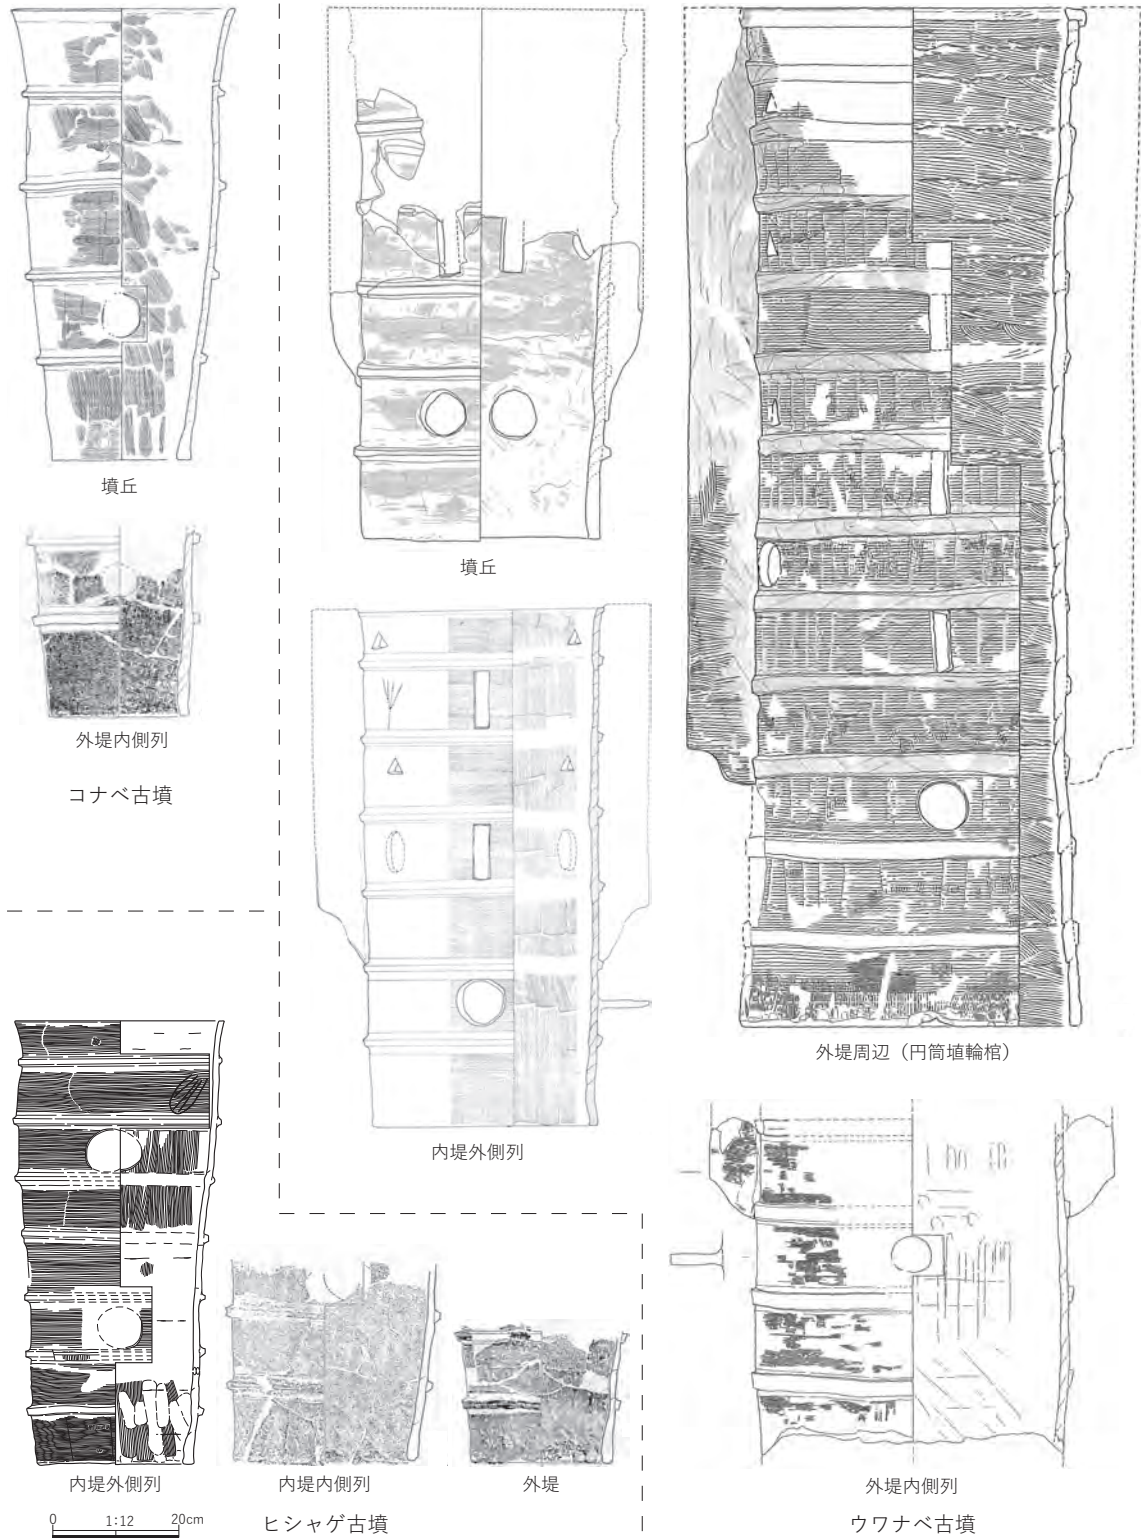 墳丘
外堤内側列
コナベ古墳
墳丘
内堤外側列
外堤周辺（円筒埴輪棺）
外堤内側列
ウワナベ古墳
内堤外側列
内堤内側列
外堤
ヒシャゲ古墳
0 1:12 20cm